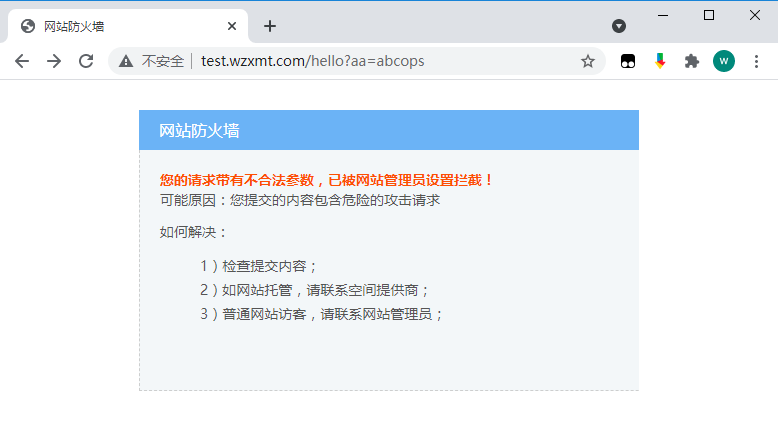 网站防火墙
不安全 test.wzxmt.com/hello?aa=abcops
W
网站防火墙
您的请求带有不合法参数，已被网站管理员设置拦截！
可能原因：您提交的内容包含危险的攻击请求
如何解决：
1）检查提交内容；
2）如网站托管，请联系空间提供商；
3）普通网站访客，请联系网站管理员；